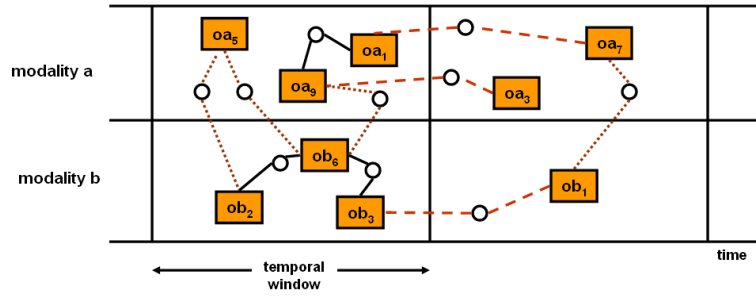 modality a
oa5
oa1
oa9
oa7
oa3
modality b
ob6
ob2
ob3
ob1
time
temporal
window